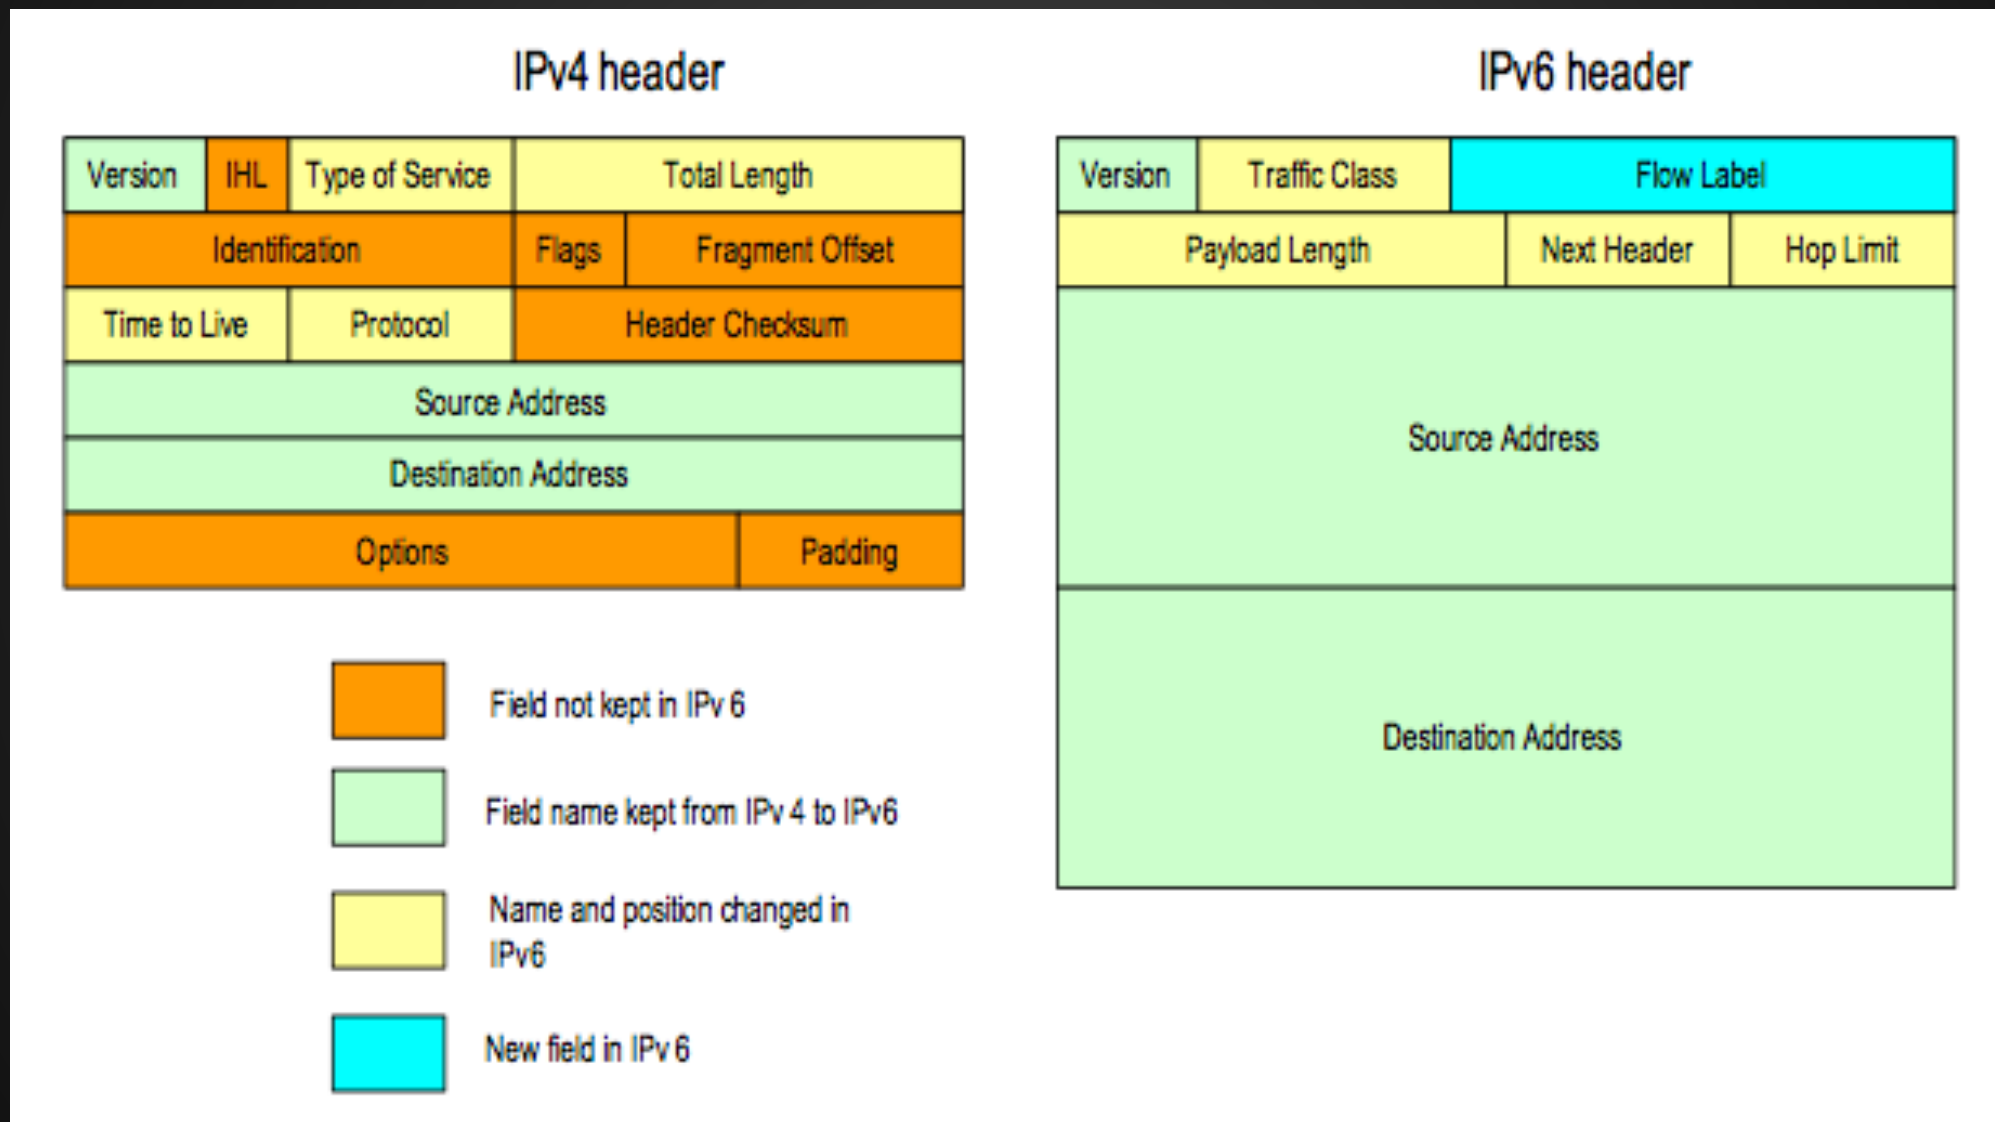 IPv4 header
Version IHL Type of Service Total Length
Identification Flags Fragment Offset
Time to Live Protocol Header Checksum
Source Address
Destination Address
Options Padding
IPv6 header
Version Traffic Class Flow Label
Payload Length Next Header Hop Limit
Source Address
Destination Address
Field not kept in IPv 6
Field name kept from IPv 4 to IPv6
Name and position changed in
IPv6
New field in IPv 6